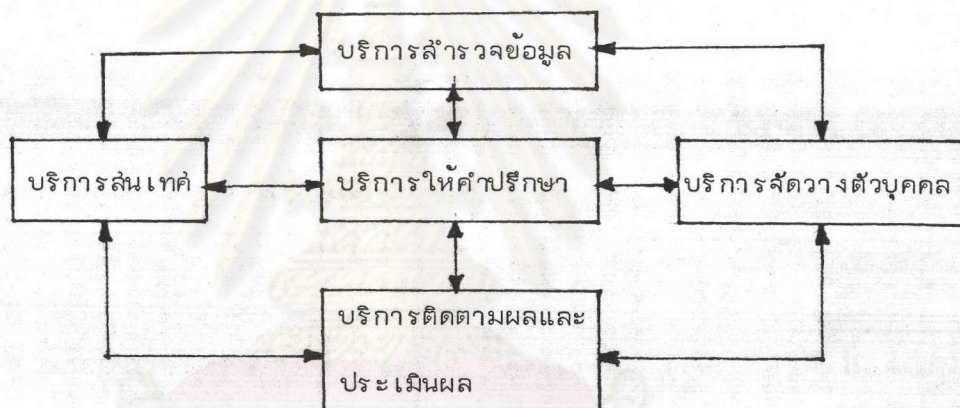 บริการสำรวจข้อมูล
บริการสนเทศ
บริการให้คำปรึกษา
บริการจัดวางตัวบุคคล
บริการติดตามผลและ
ประเมินผล